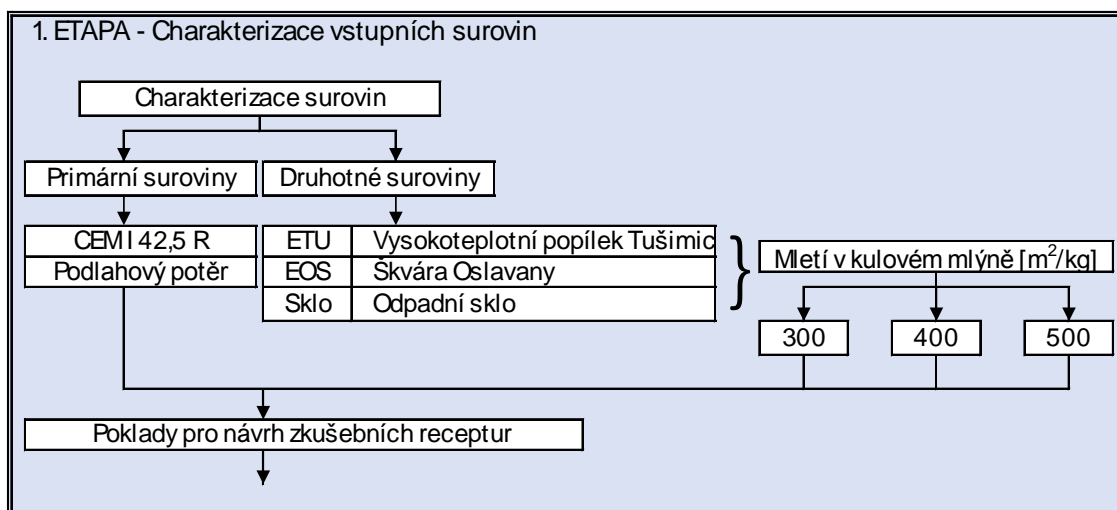 1. ETAPA - Charakterizace vstupních surovin
Charakterizace surovin
Primární suroviny
Druhotné suroviny
CEM I 42,5 R
Podlahový potěr
ETU Vysokoteplotní popílek Tušimic
EOS Škvára Oslavany
Sklo Odpadní sklo
Mletí v kulovém mlýně [m²/kg]
300
400
500
Poklady pro návrh zkušebních receptur